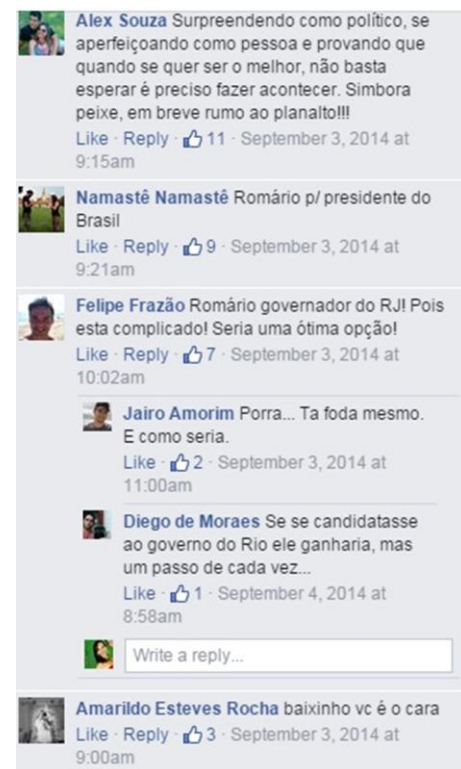 Alex Souza Surpreendendo como político, se
aperfeiçoando como pessoa e provando que
quando se quer ser o melhor, não basta
esperar é preciso fazer acontecer. Simbora
peixe, em breve rumo ao planalto!!!
Like · Reply · 11 · September 3, 2014 at
9:15am
Namastê Namastê Romário p/ presidente do
Brasil
Like · Reply · 9 · September 3, 2014 at
9:21am
Felipe Frazão Romário governador do RJ! Pois
esta complicado! Seria uma ótima opção!
Like · Reply · 7 · September 3, 2014 at
10:02am
Jairo Amorim Porra... Ta foda mesmo.
E como seria.
Like · 2 · September 3, 2014 at
11:00am
Diego de Moraes Se se candidatasse
ao governo do Rio ele ganharia, mas
um passo de cada vez...
Like · 1 · September 4, 2014 at
8:58am
Write a reply...
Amarildo Esteves Rocha baixinho vc é o cara
Like · Reply · 3 · September 3, 2014 at
9:00am